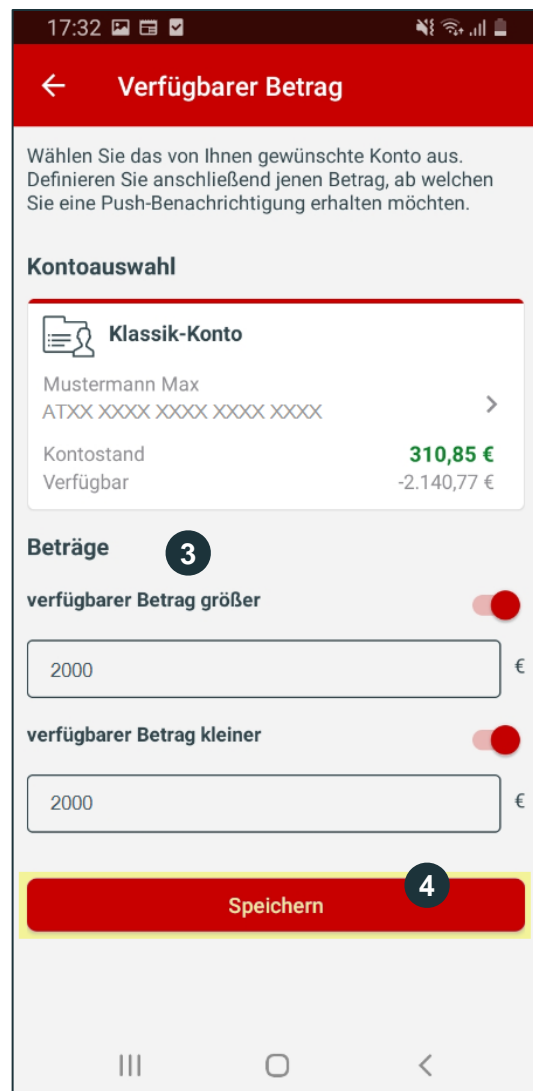 17:32
Verfügbarer Betrag
Wählen Sie das von Ihnen gewünschte Konto aus.
Definieren Sie anschließend jenen Betrag, ab welchen
Sie eine Push-Benachrichtigung erhalten möchten.
Kontoauswahl
Klassik-Konto
Mustermann Max
ATXX XXXX XXXX XXXX XXXX
Kontostand 310,85 €
Verfügbar -2.140,77 €
Beträge 3
verfügbarer Betrag größer
2000 €
verfügbarer Betrag kleiner
2000 €
4
Speichern